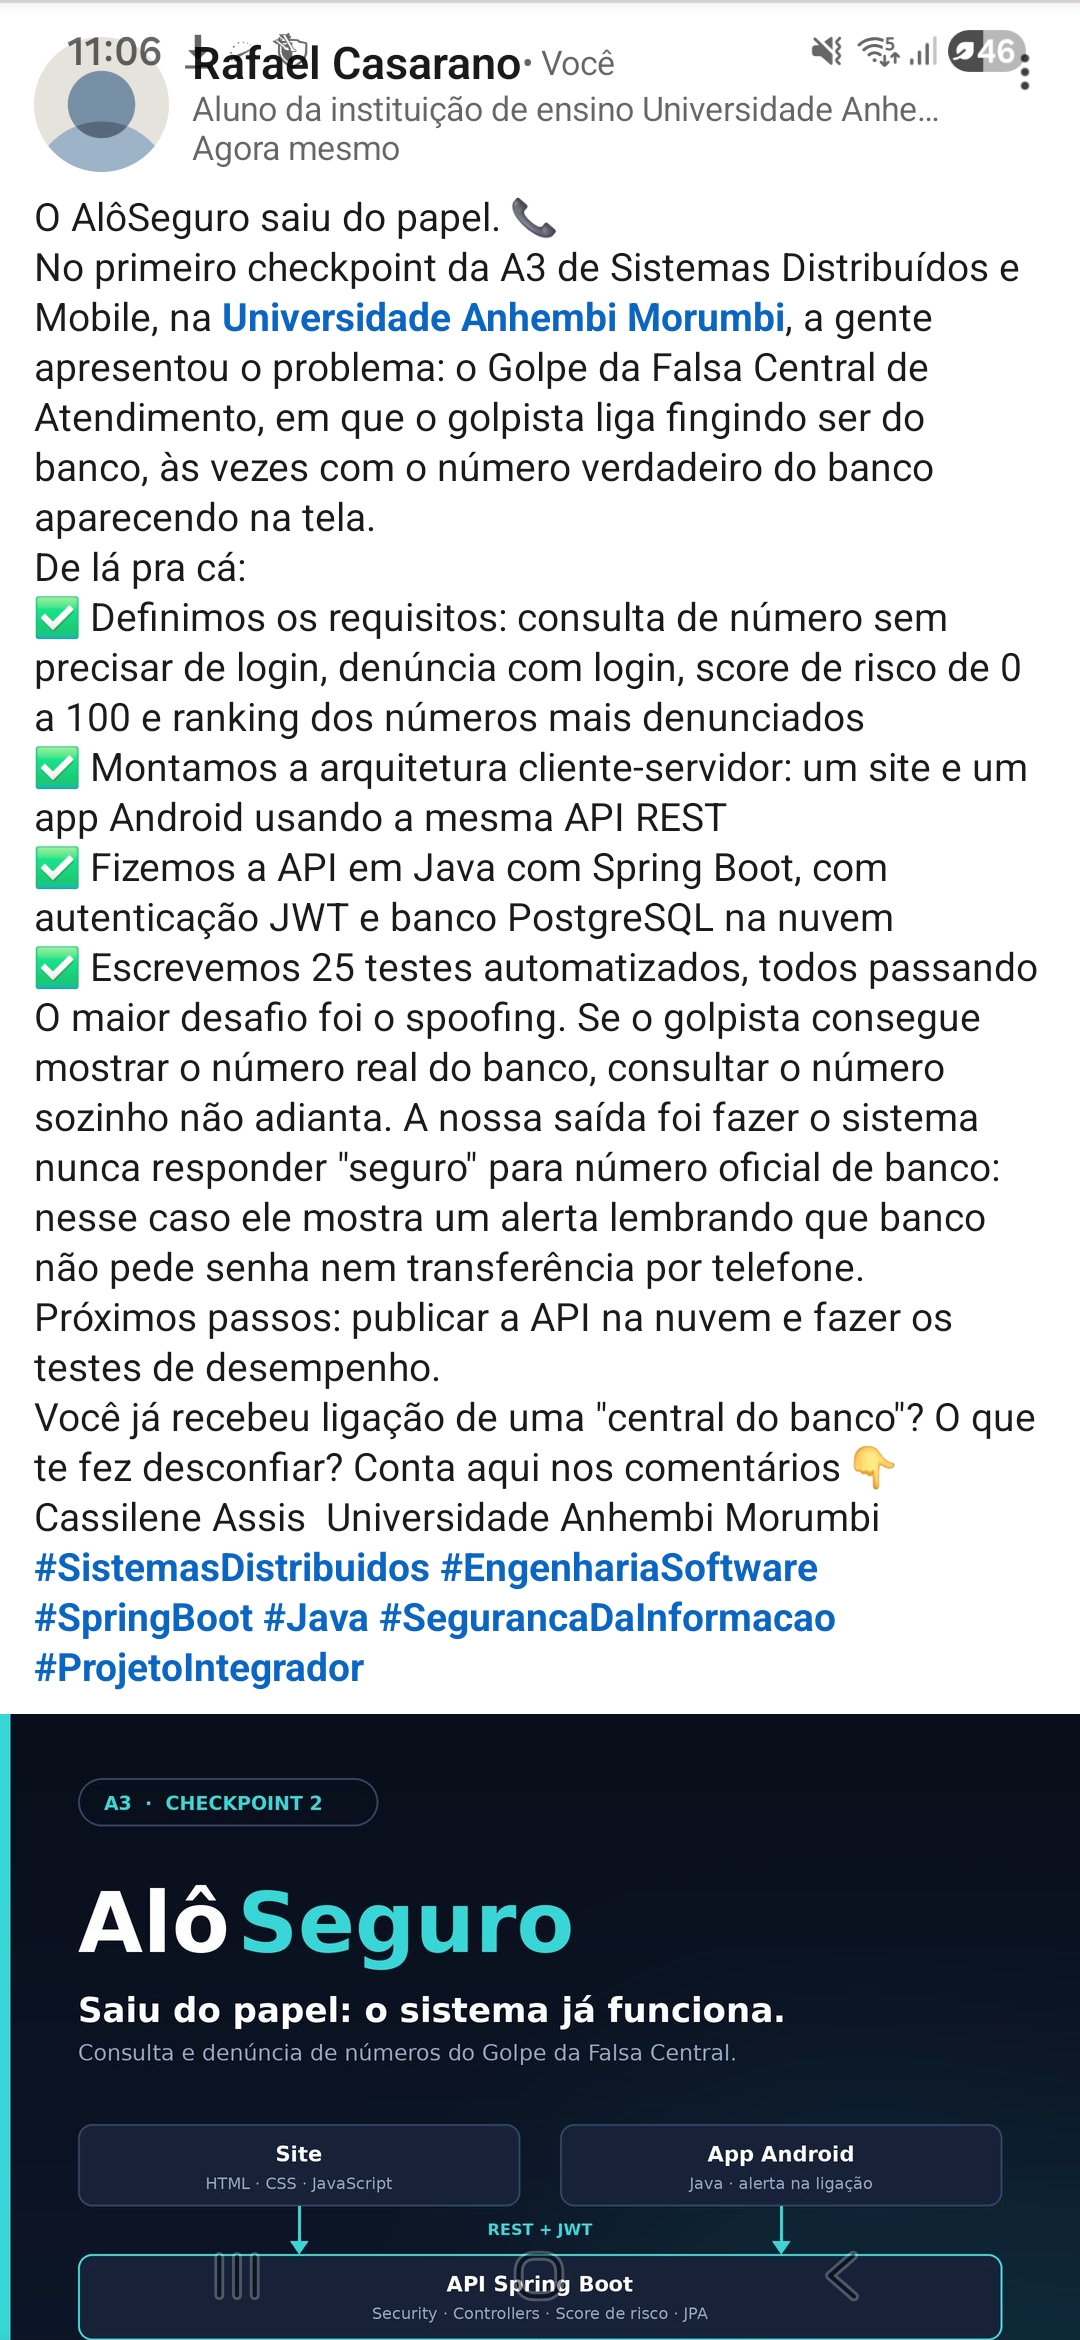 11:06
46
Rafael Casarano • Você
Aluno da instituição de ensino Universidade Anhe...
Agora mesmo
O AlôSeguro saiu do papel. 📞
No primeiro checkpoint da A3 de Sistemas Distribuídos e
Mobile, na Universidade Anhembi Morumbi, a gente
apresentou o problema: o Golpe da Falsa Central de
Atendimento, em que o golpista liga fingindo ser do
banco, às vezes com o número verdadeiro do banco
aparecendo na tela.
De lá pra cá:
✅ Definimos os requisitos: consulta de número sem
precisar de login, denúncia com login, score de risco de 0
a 100 e ranking dos números mais denunciados
✅ Montamos a arquitetura cliente-servidor: um site e um
app Android usando a mesma API REST
✅ Fizemos a API em Java com Spring Boot, com
autenticação JWT e banco PostgreSQL na nuvem
✅ Escrevemos 25 testes automatizados, todos passando
O maior desafio foi o spoofing. Se o golpista consegue
mostrar o número real do banco, consultar o número
sozinho não adianta. A nossa saída foi fazer o sistema
nunca responder "seguro" para número oficial de banco:
nesse caso ele mostra um alerta lembrando que banco
não pede senha nem transferência por telefone.
Próximos passos: publicar a API na nuvem e fazer os
testes de desempenho.
Você já recebeu ligação de uma "central do banco"? O que
te fez desconfiar? Conta aqui nos comentários 👇
Cassilene Assis  Universidade Anhembi Morumbi
#SistemasDistribuidos #EngenhariaSoftware
#SpringBoot #Java #SegurancaDaInformacao
#ProjetoIntegrador
A3 · CHECKPOINT 2
AlôSeguro
Saiu do papel: o sistema já funciona.
Consulta e denúncia de números do Golpe da Falsa Central.
Site
HTML · CSS · JavaScript
App Android
Java · alerta na ligação
REST + JWT
API Spring Boot
Security · Controllers · Score de risco · JPA